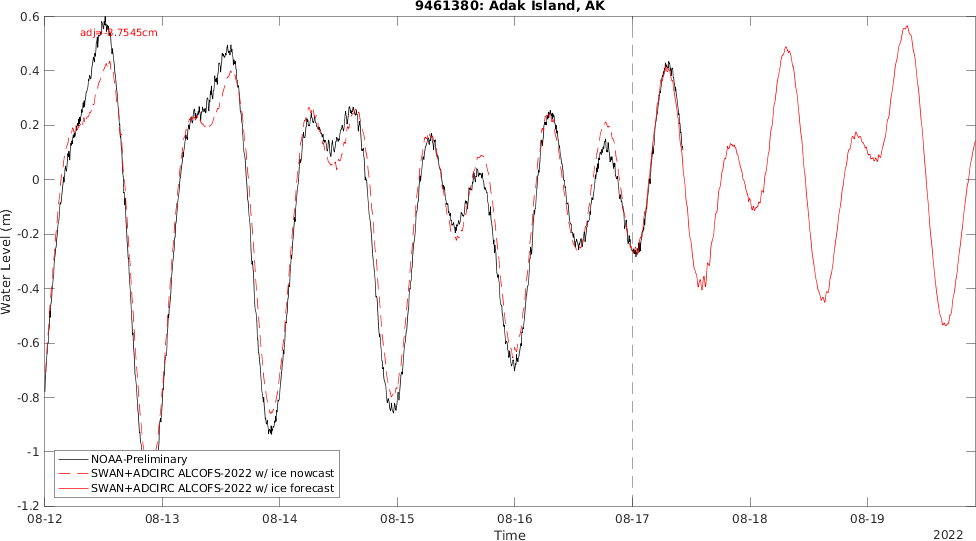 9461380: Adak Island, AK
0.6
0.4
0.2
0
-0.2
-0.4
-0.6
-0.8
-1
-1.2
Water Level (m)
NOAA-Preliminary
SWAN+ADCIRC ALCOFS-2022 w/ ice nowcast
SWAN+ADCIRC ALCOFS-2022 w/ ice forecast
08-12 08-13 08-14 08-15 08-16 08-17 08-18 08-19
Time
2022